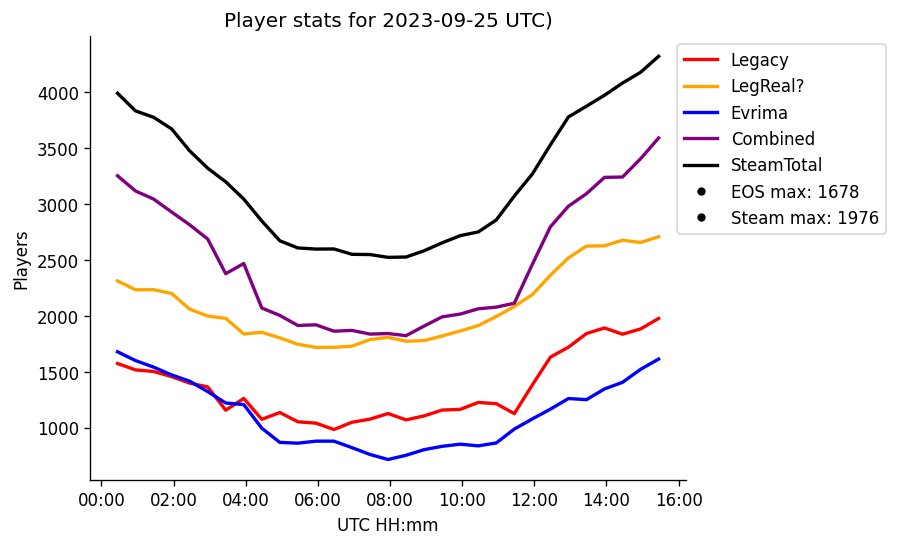 Player stats for 2023-09-25 UTC)
Legacy
LegReal?
Evrima
Combined
SteamTotal
EOS max: 1678
Steam max: 1976
Players
4000
3500
3000
2500
2000
1500
1000
00:00 02:00 04:00 06:00 08:00 10:00 12:00 14:00 16:00
UTC HH:mm